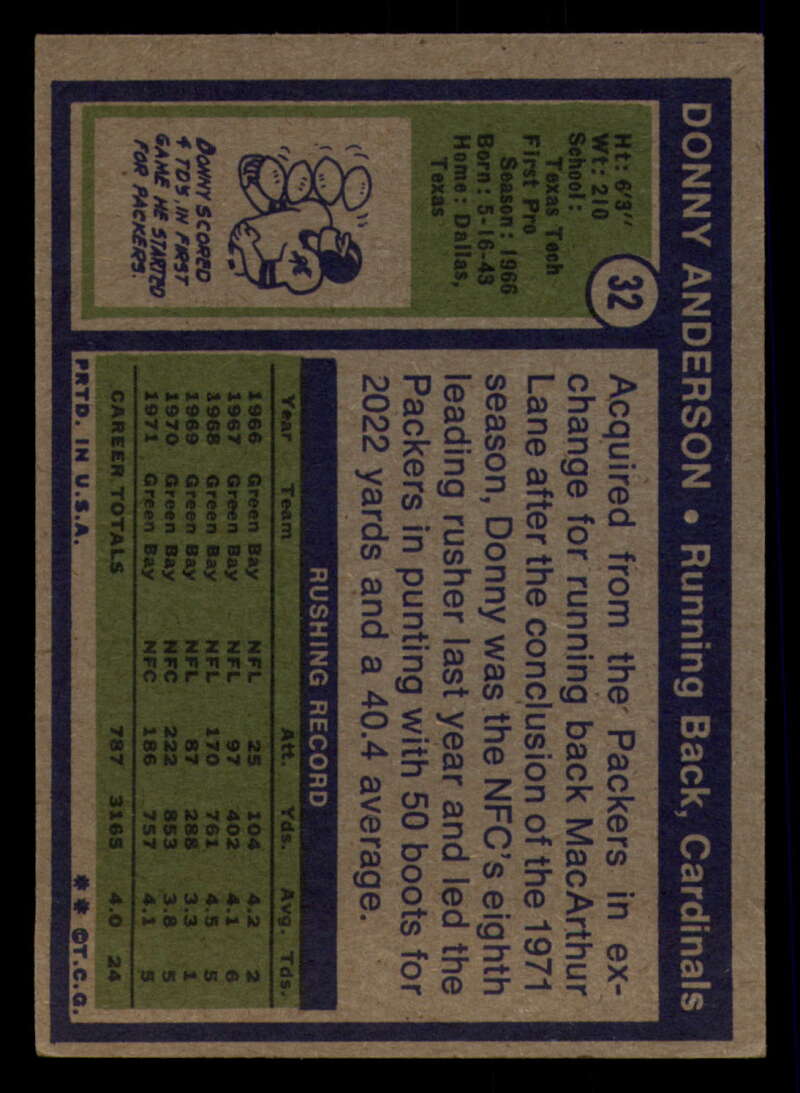 DONNY ANDERSON • Running Back, Cardinals
32
Ht: 6'3"
Wt: 210
School:
Texas Tech
First Pro
Season: 1966
Born: 5-16-43
Home: Dallas,
Texas
DONNY SCORED
4 TD'S, IN FIRST
GAME HE STARTED
FOR PACKERS.
Acquired from the Packers in ex-
change for running back MacArthur
Lane after the conclusion of the 1971
season, Donny was the NFC's eighth
leading rusher last year and led the
Packers in punting with 50 boots for
2022 yards and a 40.4 average.
RUSHING RECORD
Year Team Att. Yds. Avg. Tds.
1966 Green Bay NFL 25 104 4.2 2
1967 Green Bay NFL 97 402 4.1 6
1968 Green Bay NFL 170 761 4.5 5
1969 Green Bay NFL 87 288 3.3 1
1970 Green Bay NFC 222 853 3.8 5
1971 Green Bay NFC 186 757 4.1 5
CAREER TOTALS 787 3165 4.0 24
PRTD. IN U.S.A. ** ©T.C.G.